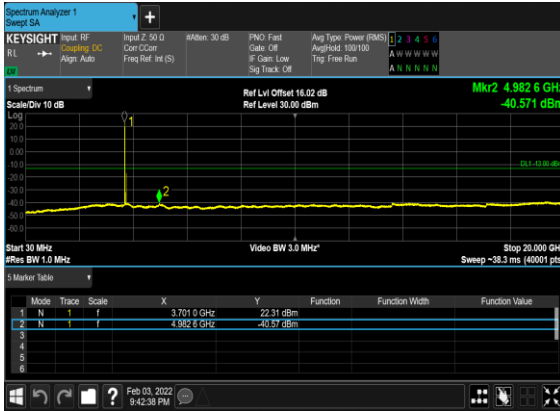 Spectrum Analyzer 1
Swept SA
+
KEYSIGHT Input: RF Input Z: 50 Ω #Atten: 30 dB PNO: Fast Avg Type: Power (RMS) 1 2 3 4 5 6
RL Coupling: DC Corr CCorr Gate: Off Avg|Hold: 100/100 A W W W W W
Align: Auto Freq Ref: Int (S) IF Gain: Low Trig: Free Run
Sig Track: Off A N N N N N
1 Spectrum Ref Lvl Offset 16.02 dB Mkr2 4.982 6 GHz
Scale/Div 10 dB Ref Level 30.00 dBm -40.571 dBm
Log
20.0
10.0
0.00
-10.0
-20.0
-30.0
-40.0
-50.0
-60.0
1
2
DL1 -13.00 dBm
Start 30 MHz Video BW 3.0 MHz* Stop 20.000 GH
#Res BW 1.0 MHz Sweep ~38.3 ms (40001 pts
5 Marker Table
Mode Trace Scale X Y Function Function Width Function Value
1 N 1 f 3.701 0 GHz 22.31 dBm
2 N 1 f 4.982 6 GHz -40.57 dBm
3
4
5
6
? Feb 03, 2022
9:42:38 PM